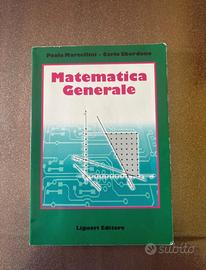 Paolo Marcellini - Carlo Sbordone
Matematica
Generale
Liguori Editore
subito